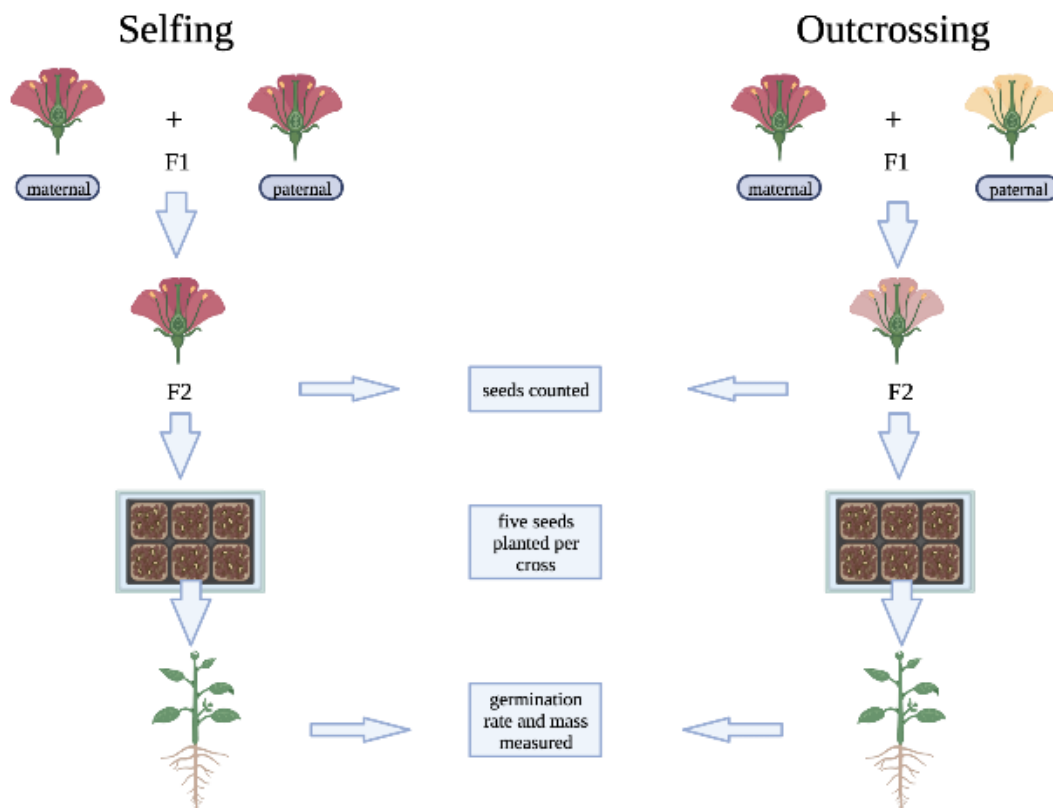 Selfing
Outcrossing
+
+
F1
F1
maternal
paternal
maternal
paternal
seeds counted
F2
F2
five seeds
planted per
cross
germination
rate and mass
measured